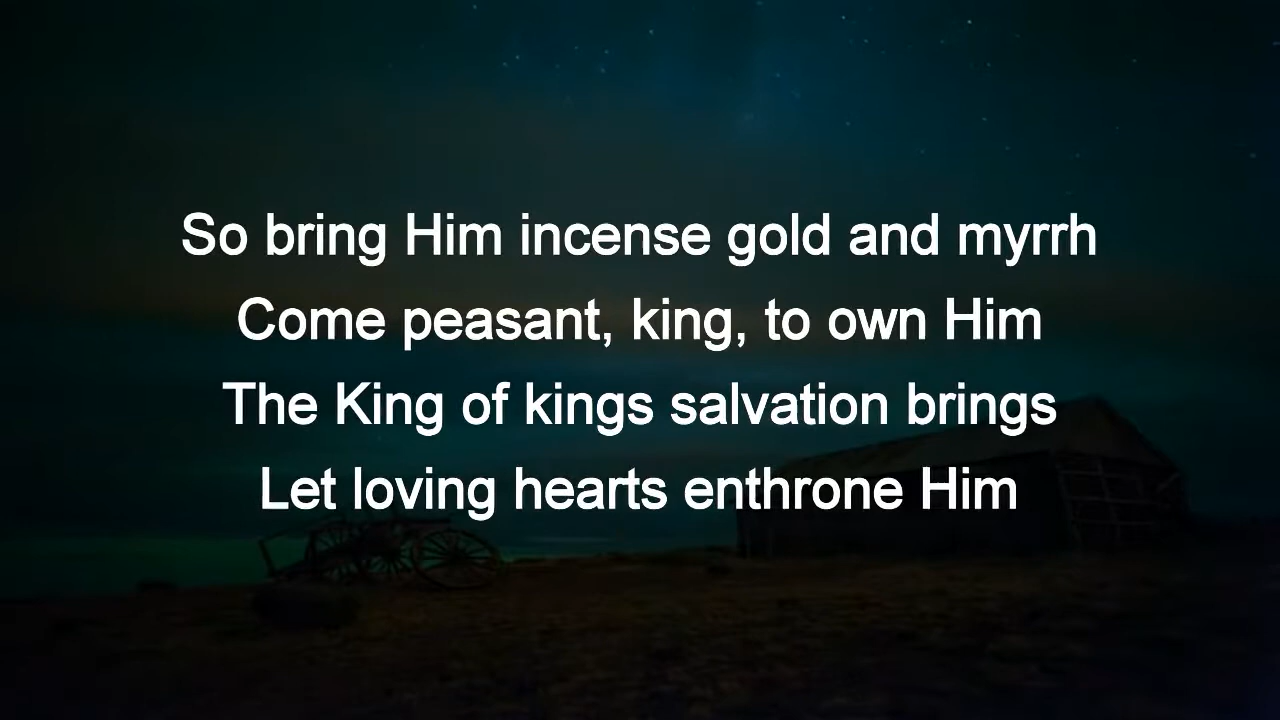 So bring Him incense gold and myrrh
Come peasant, king, to own Him
The King of kings salvation brings
Let loving hearts enthrone Him